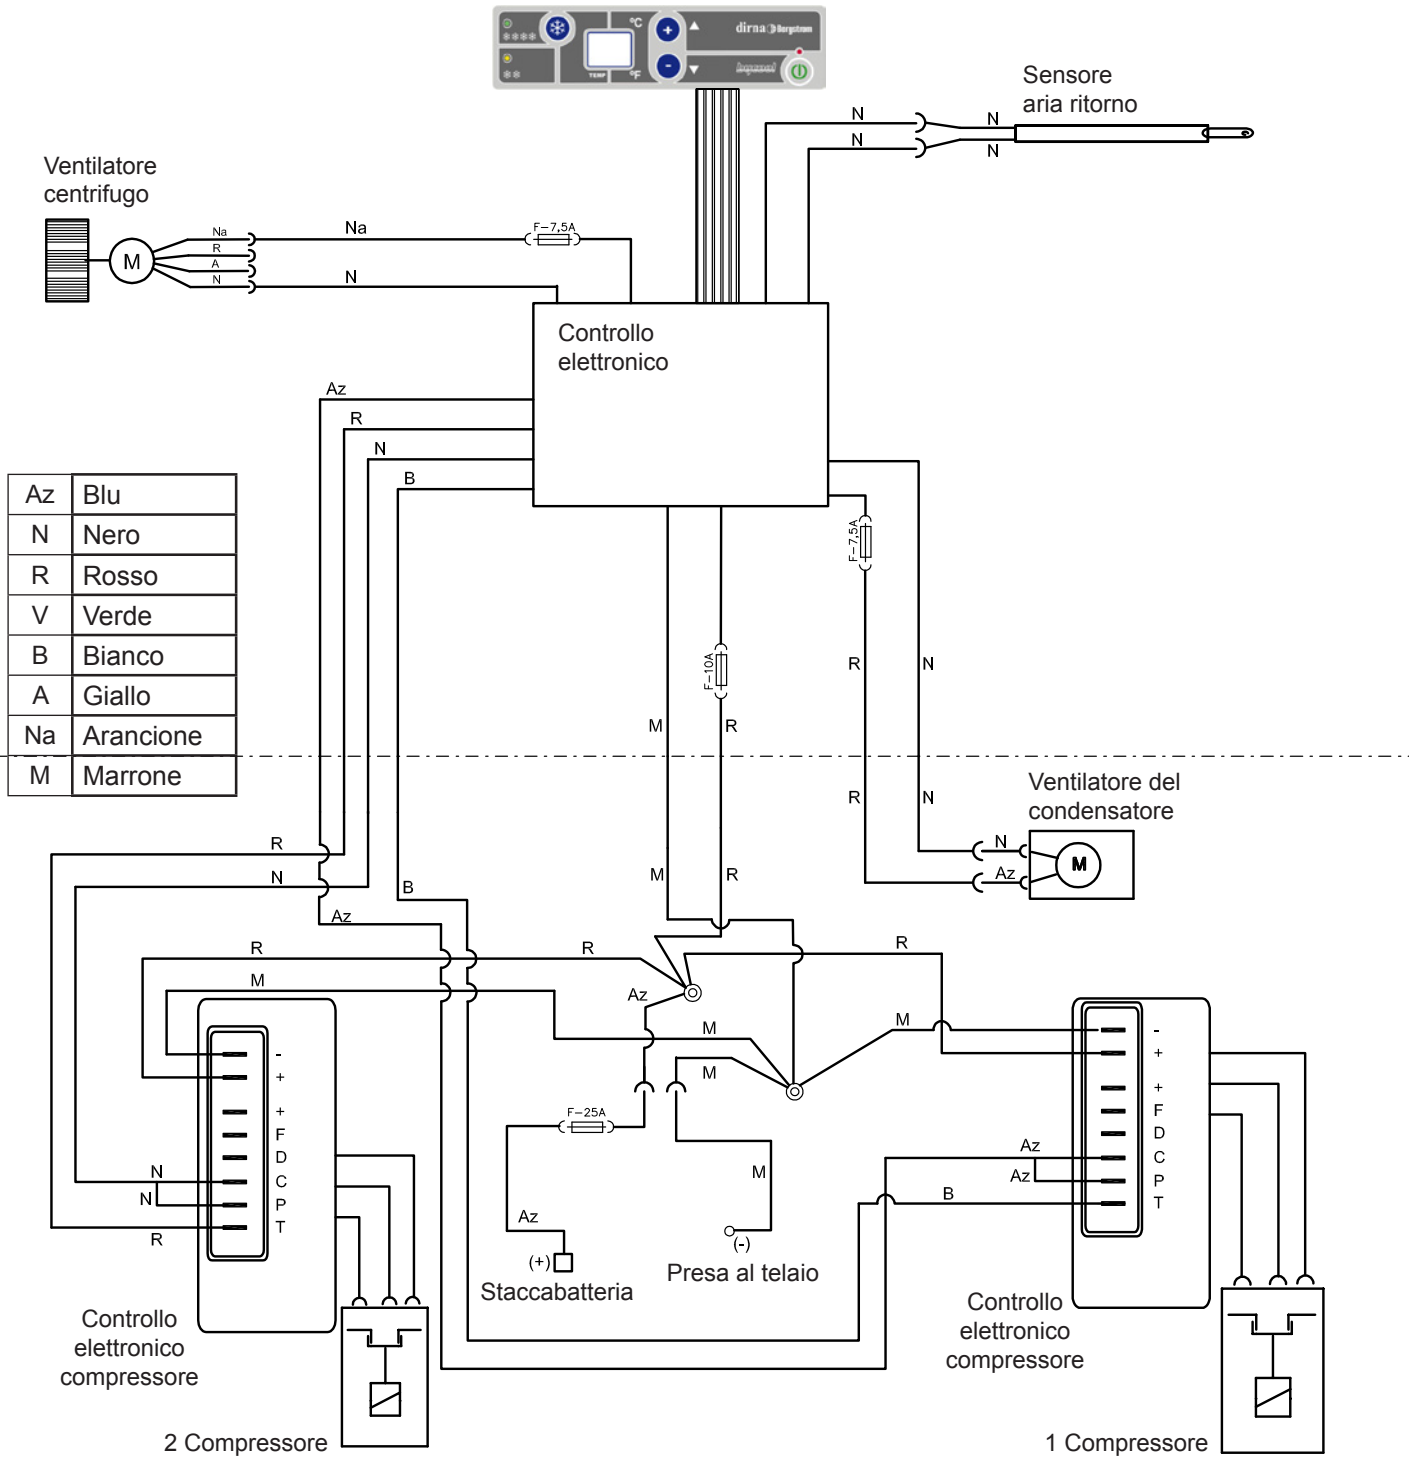 °C
dirna Bergstrom
TEMP
°F
bycool
Sensore
aria ritorno
N
N
N
N
Ventilatore
centrifugo
M
Na
R
A
N
Na
N
F-7,5A
Controllo
elettronico
Az
R
N
B
Az Blu
N Nero
R Rosso
V Verde
B Bianco
A Giallo
Na Arancione
M Marrone
F-7,5A
F-10A
R
N
M
R
R
N
Ventilatore del
condensatore
N
Az
M
R
N
B
Az
M
R
R
R
R
M
Az
M
M
M
F-25A
-
+
+
F
D
C
P
T
N
N
R
-
+
+
F
D
C
P
T
Az
Az
B
M
Az
(+)
Staccabatteria
(-)
Presa al telaio
Controllo
elettronico
compressore
2 Compressore
Controllo
elettronico
compressore
1 Compressore